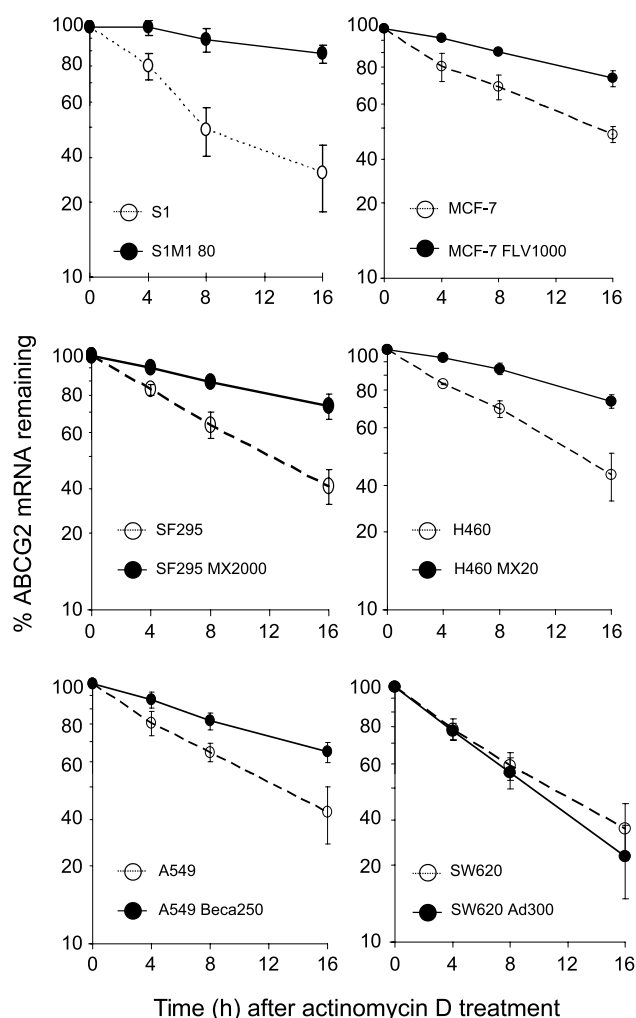 % ABCG2 mRNA remaining
100
80
60
40
20
10
0 4 8 12 16
S1
S1M1 80
100
80
60
40
20
10
0 4 8 12 16
MCF-7
MCF-7 FLV1000
100
80
60
40
20
10
0 4 8 12 16
SF295
SF295 MX2000
100
80
60
40
20
10
0 4 8 12 16
H460
H460 MX20
100
80
60
40
20
10
0 4 8 12 16
A549
A549 Beca250
100
80
60
40
20
10
0 4 8 12 16
SW620
SW620 Ad300
Time (h) after actinomycin D treatment